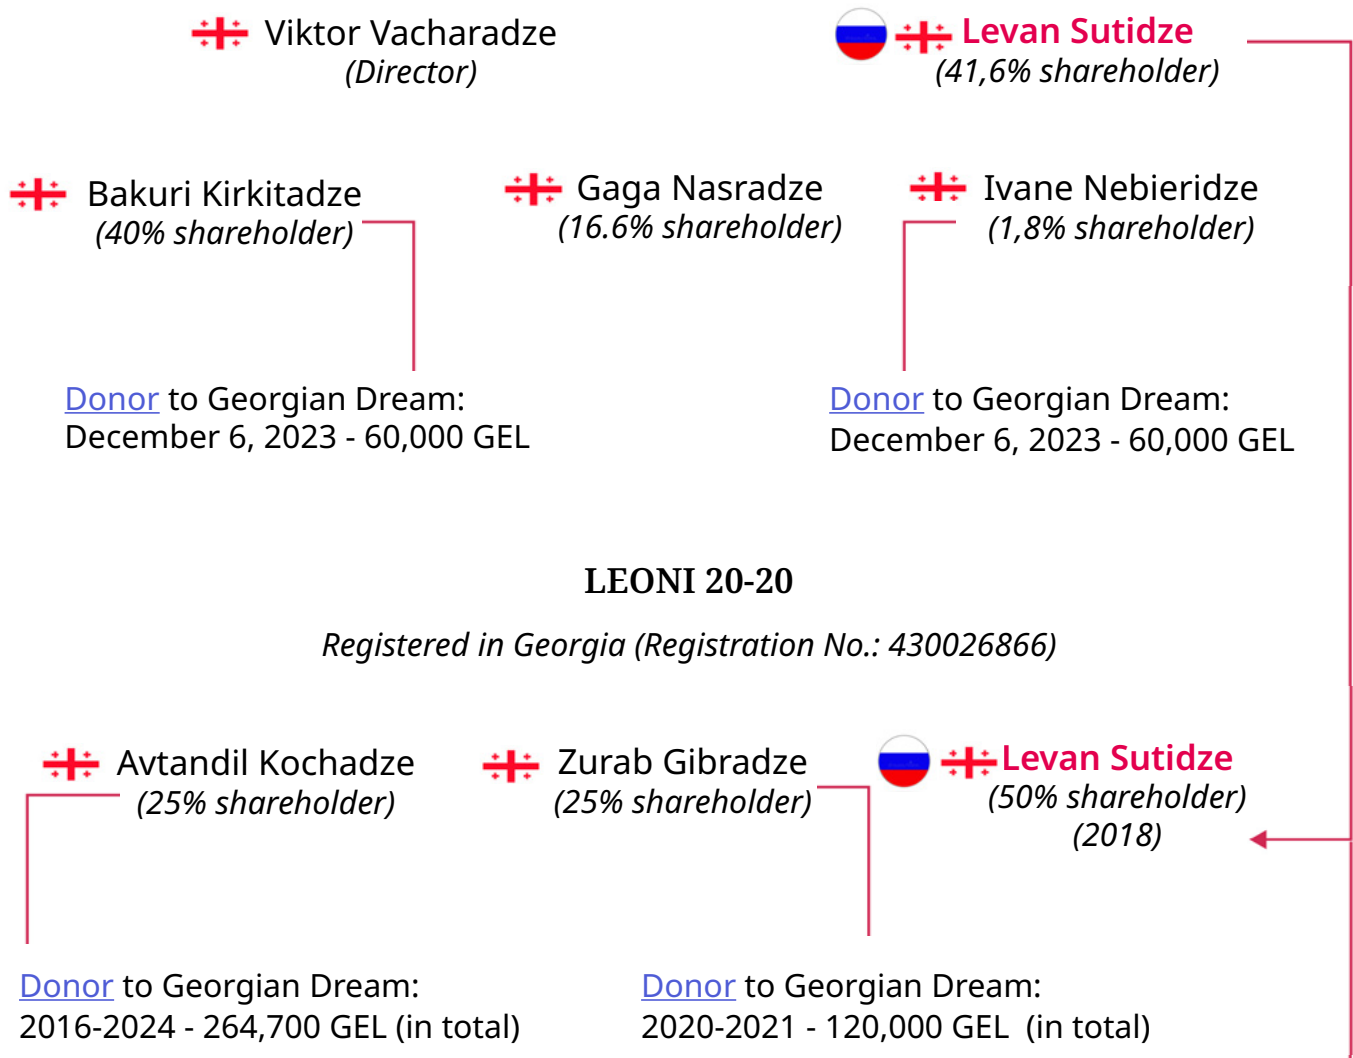 Viktor Vacharadze
(Director)
Levan Sutidze
(41,6% shareholder)
Bakuri Kirkitadze
(40% shareholder)
Gaga Nasradze
(16.6% shareholder)
Ivane Nebieridze
(1,8% shareholder)
Donor to Georgian Dream:
December 6, 2023 - 60,000 GEL
Donor to Georgian Dream:
December 6, 2023 - 60,000 GEL
LEONI 20-20
Registered in Georgia (Registration No.: 430026866)
Avtandil Kochadze
(25% shareholder)
Zurab Gibradze
(25% shareholder)
Levan Sutidze
(50% shareholder)
(2018)
Donor to Georgian Dream:
2016-2024 - 264,700 GEL (in total)
Donor to Georgian Dream:
2020-2021 - 120,000 GEL (in total)